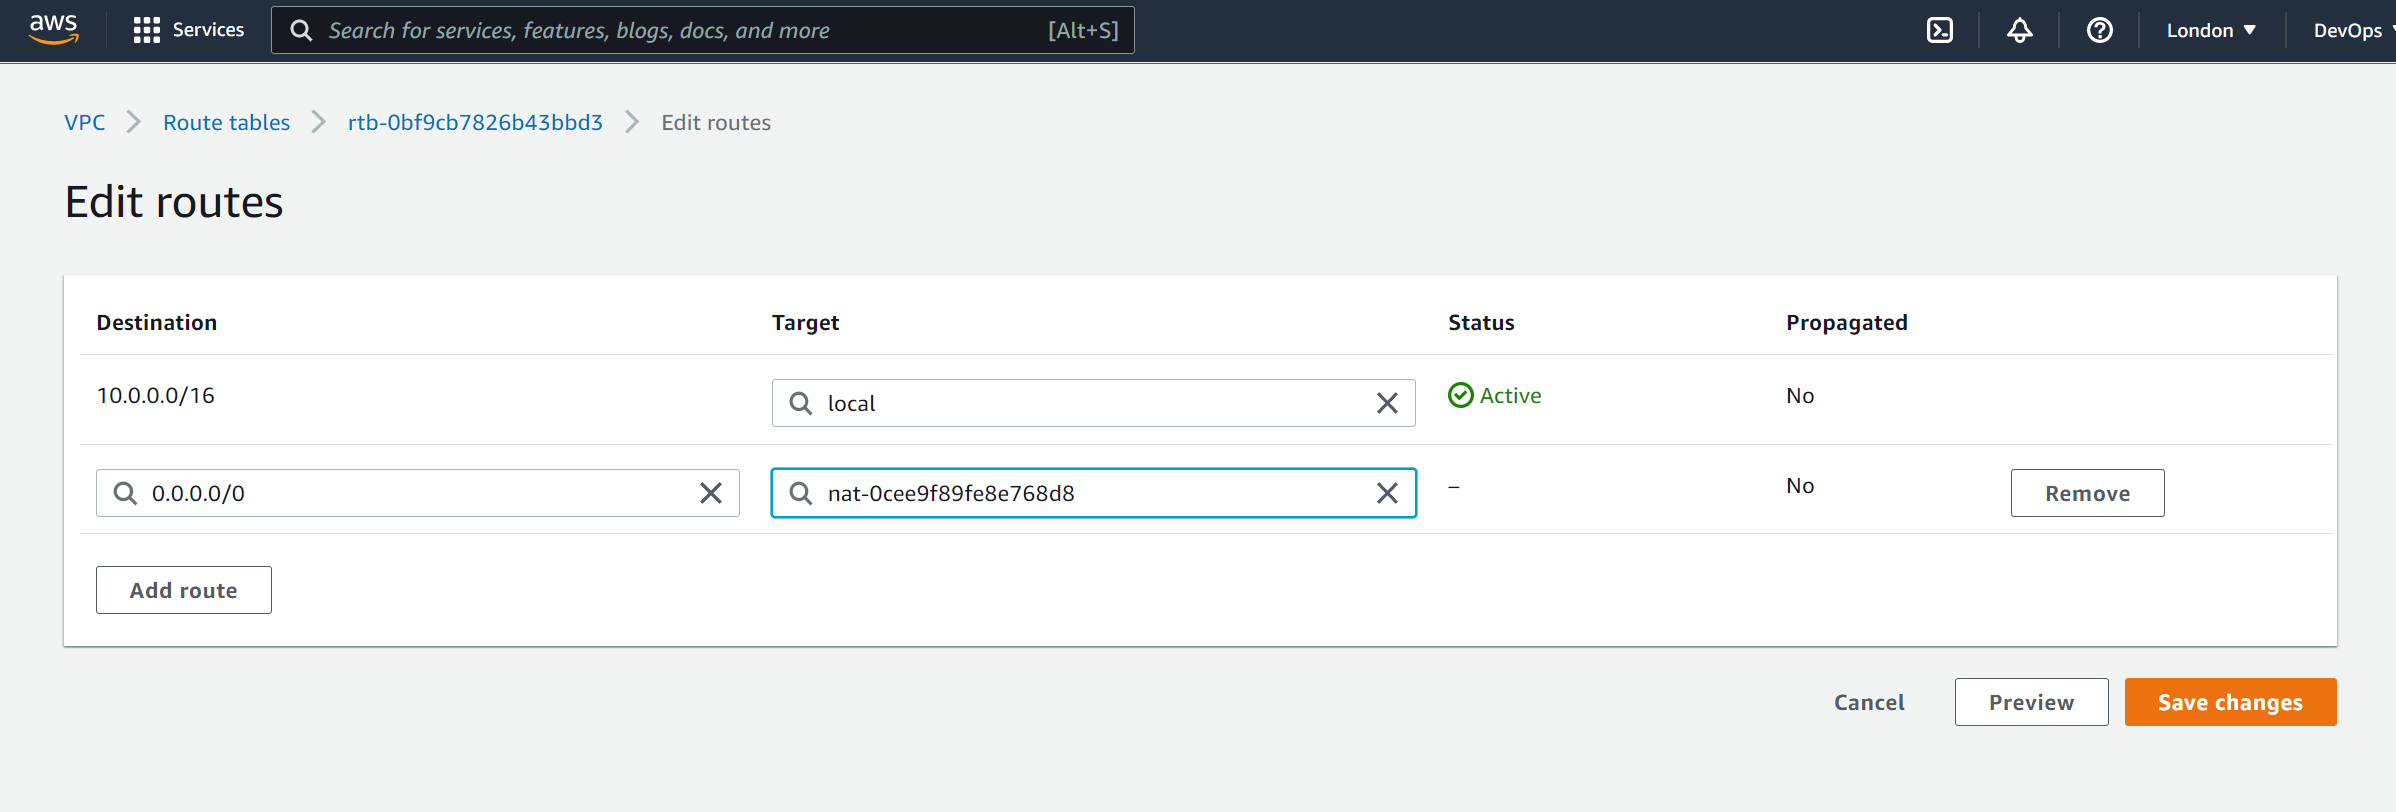 aws Services Search for services, features, blogs, docs, and more [Alt+S] London DevOps
VPC Route tables rtb-0bf9cb7826b43bbd3 Edit routes
Edit routes
Destination Target Status Propagated
10.0.0.0/16 local Active No
0.0.0.0/0 nat-0cee9f89fe8e768d8 – No Remove
Add route
Cancel Preview Save changes